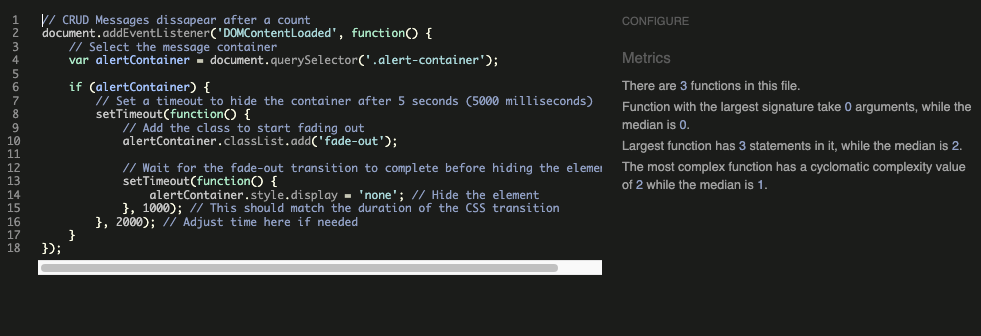 1 // CRUD Messages dissapear after a count
2 document.addEventListener('DOMContentLoaded', function() {
3 // Select the message container
4 var alertContainer = document.querySelector('.alert-container');
5
6 if (alertContainer) {
7 // Set a timeout to hide the container after 5 seconds (5000 milliseconds)
8 setTimeout(function() {
9 // Add the class to start fading out
10 alertContainer.classList.add('fade-out');
11
12 // Wait for the fade-out transition to complete before hiding the
13 setTimeout(function() {
14 alertContainer.style.display = 'none'; // Hide the element
15 }, 1000); // This should match the duration of the CSS transition
16 }, 2000); // Adjust time here if needed
17 }
18 });
CONFIGURE
Metrics
There are 3 functions in this file.
Function with the largest signature take 0 arguments, while the
median is 0.
Largest function has 3 statements in it, while the median is 2.
The most complex function has a cyclomatic complexity value
of 2 while the median is 1.